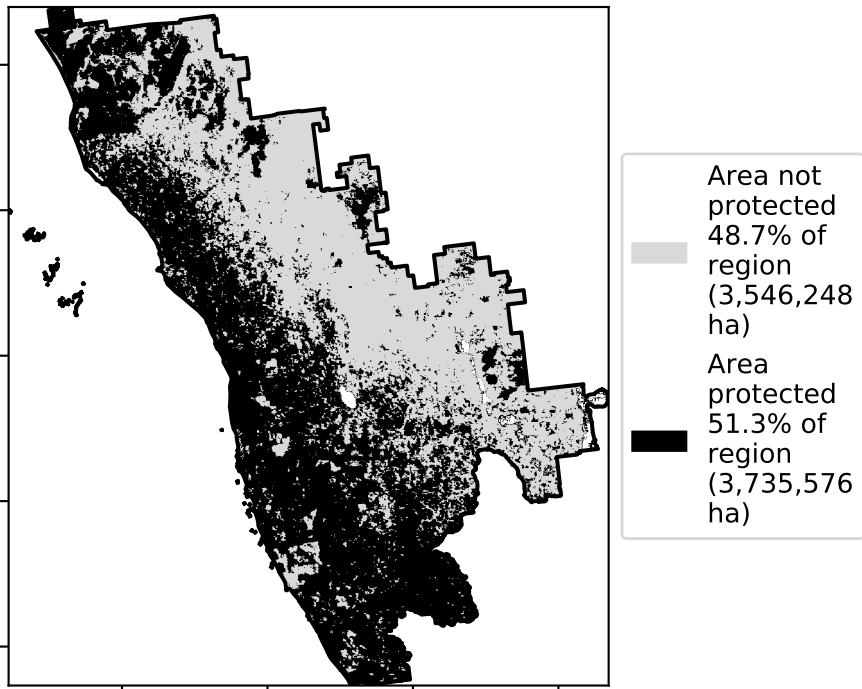 Area not
protected
48.7% of
region
(3,546,248
ha)
Area
protected
51.3% of
region
(3,735,576
ha)